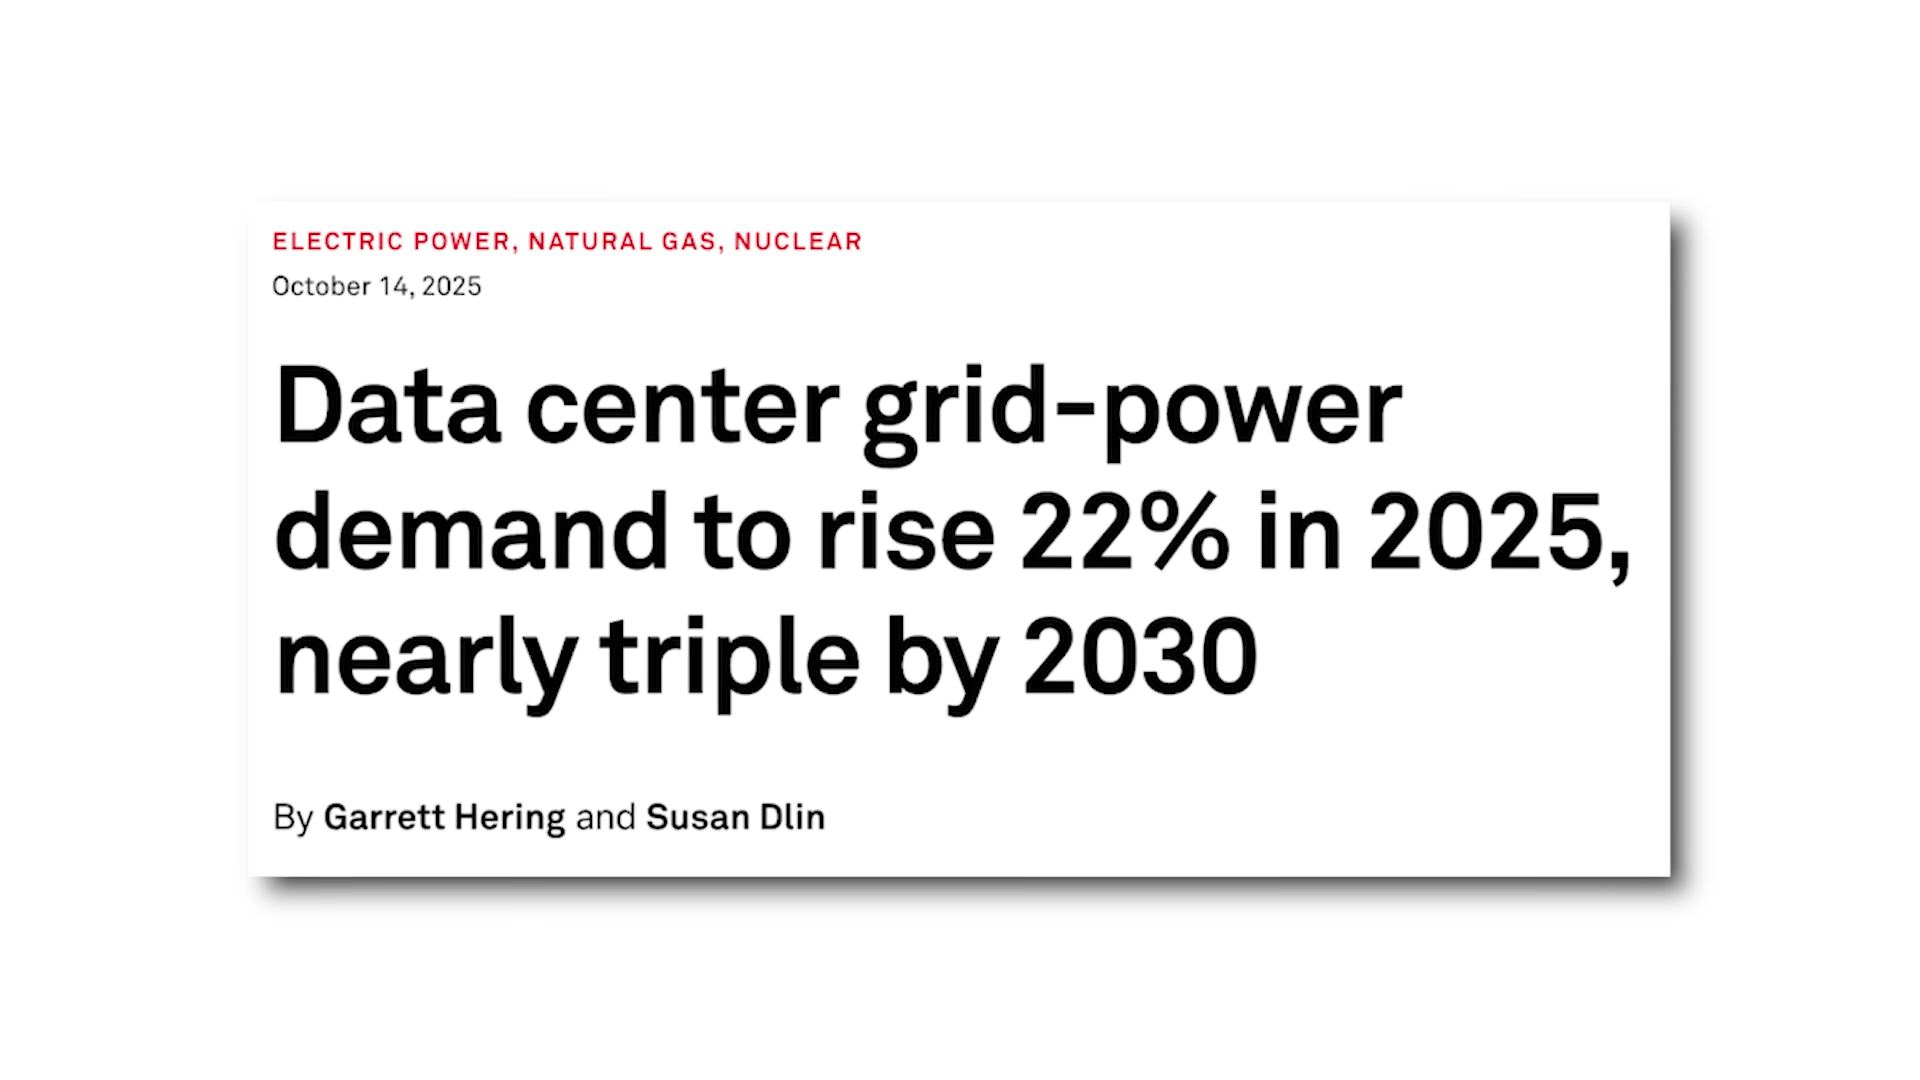 ELECTRIC POWER, NATURAL GAS, NUCLEAR
October 14, 2025
Data center grid-power
demand to rise 22% in 2025,
nearly triple by 2030
By Garrett Hering and Susan Dlin